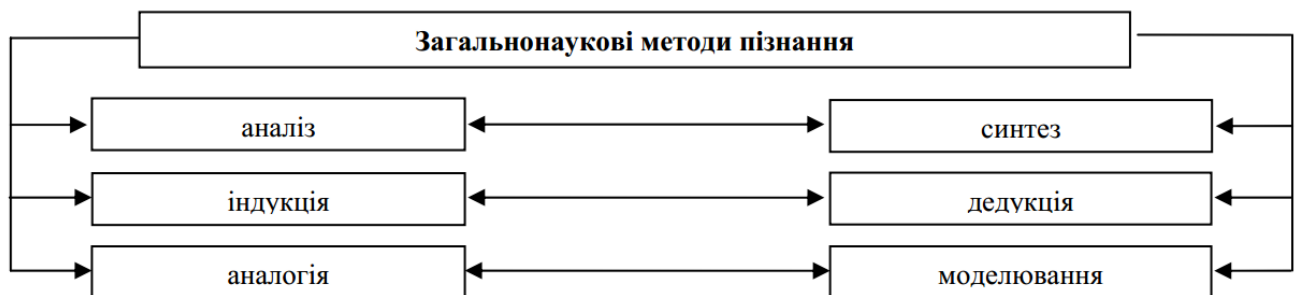 Загальнонаукові методи пізнання
аналіз
синтез
індукція
дедукція
аналогія
моделювання